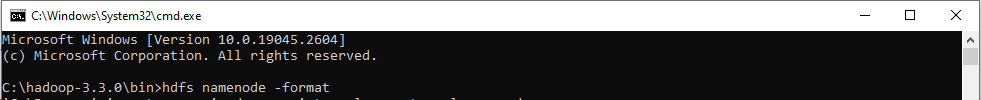 C:\Windows\System32\cmd.exe
Microsoft Windows [Version 10.0.19045.2604]
(c) Microsoft Corporation. All rights reserved.
C:\hadoop-3.3.0\bin>hdfs namenode -format